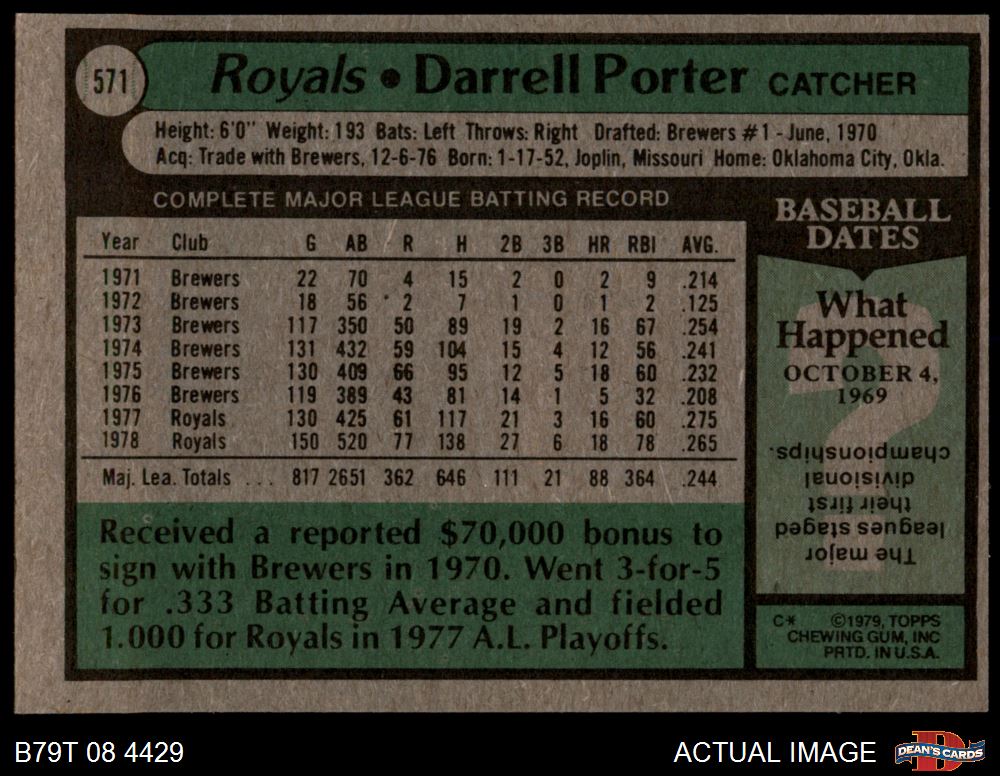 571
Royals • Darrell Porter CATCHER
Height: 6'0" Weight: 193 Bats: Left Throws: Right Drafted: Brewers #1 - June, 1970
Acq: Trade with Brewers, 12-6-76 Born: 1-17-52, Joplin, Missouri Home: Oklahoma City, Okla.
COMPLETE MAJOR LEAGUE BATTING RECORD
Year Club G AB R H 2B 3B HR RBI AVG.
1971 Brewers 22 70 4 15 2 0 2 9 .214
1972 Brewers 18 56 2 7 1 0 1 2 .125
1973 Brewers 117 350 50 89 19 2 16 67 .254
1974 Brewers 131 432 59 104 15 4 12 56 .241
1975 Brewers 130 409 66 95 12 5 18 60 .232
1976 Brewers 119 389 43 81 14 1 5 32 .208
1977 Royals 130 425 61 117 21 3 16 60 .275
1978 Royals 150 520 77 138 27 6 18 78 .265
Maj. Lea. Totals ... 817 2651 362 646 111 21 88 364 .244
Received a reported $70,000 bonus to
sign with Brewers in 1970. Went 3-for-5
for .333 Batting Average and fielded
1.000 for Royals in 1977 A.L. Playoffs.
BASEBALL
DATES
What
Happened
OCTOBER 4,
1969
?
The major
leagues staged
their first
divisional
championships.
C* ©1979, TOPPS
CHEWING GUM, INC
PRTD. IN U.S.A.
B79T 08 4429
ACTUAL IMAGE
D
DEAN'S CARDS